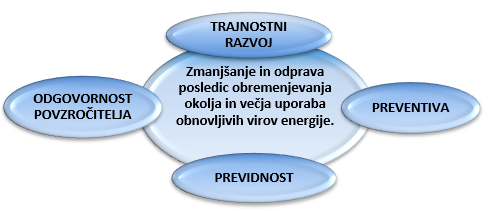 TRAJNOSTNI
RAZVOJ
Zmanjšanje in odprava
posledic obremenjevanja
okolja in večja uporaba
obnovljivih virov energije.
ODGOVORNOST
POVZROČITELJA
PREVENTIVA
PREVIDNOST